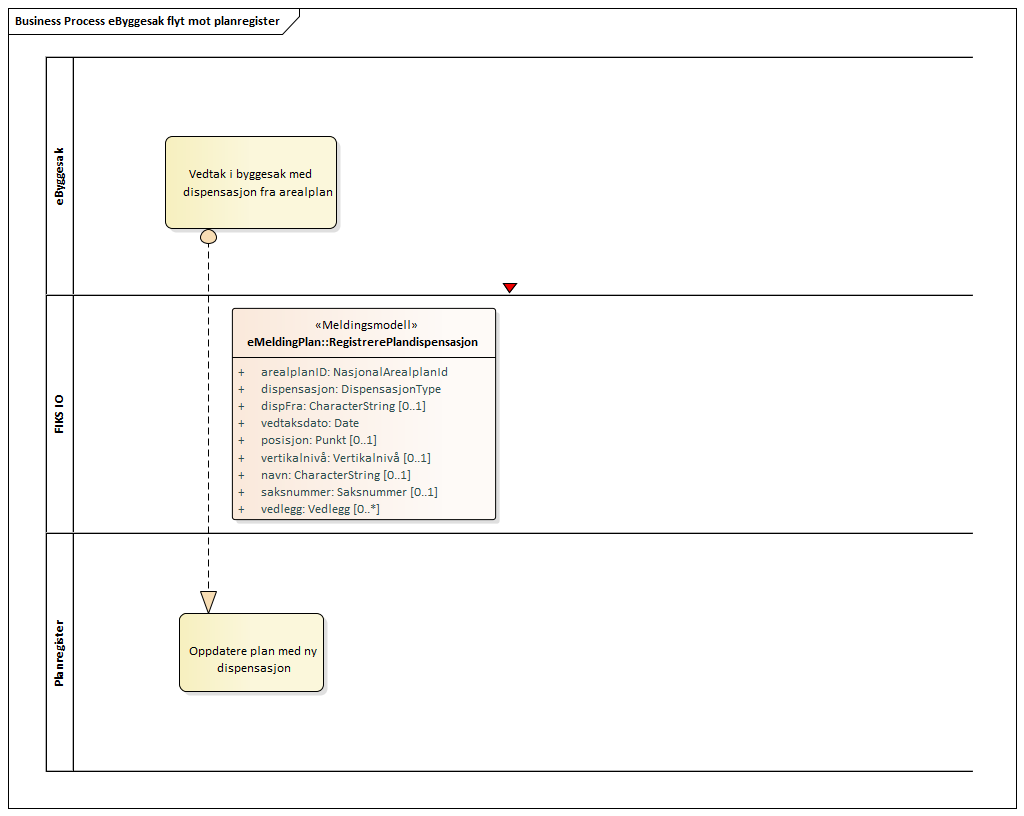 Business Process eByggesak flyt mot planregister
eByggesak
Vedtak i byggesak med
dispensasjon fra arealplan
FIKS IO
«Meldingsmodell»
eMeldingPlan::RegistrerePlandispensasjon
+ arealplanID: NasjonalArealplanId
+ dispensasjon: DispensasjonType
+ dispFra: CharacterString [0..1]
+ vedtaksdato: Date
+ posisjon: Punkt [0..1]
+ vertikalnivå: Vertikalnivå [0..1]
+ navn: CharacterString [0..1]
+ saksnummer: Saksnummer [0..1]
+ vedlegg: Vedlegg [0..*]
Planregister
Oppdatere plan med ny
dispensasjon